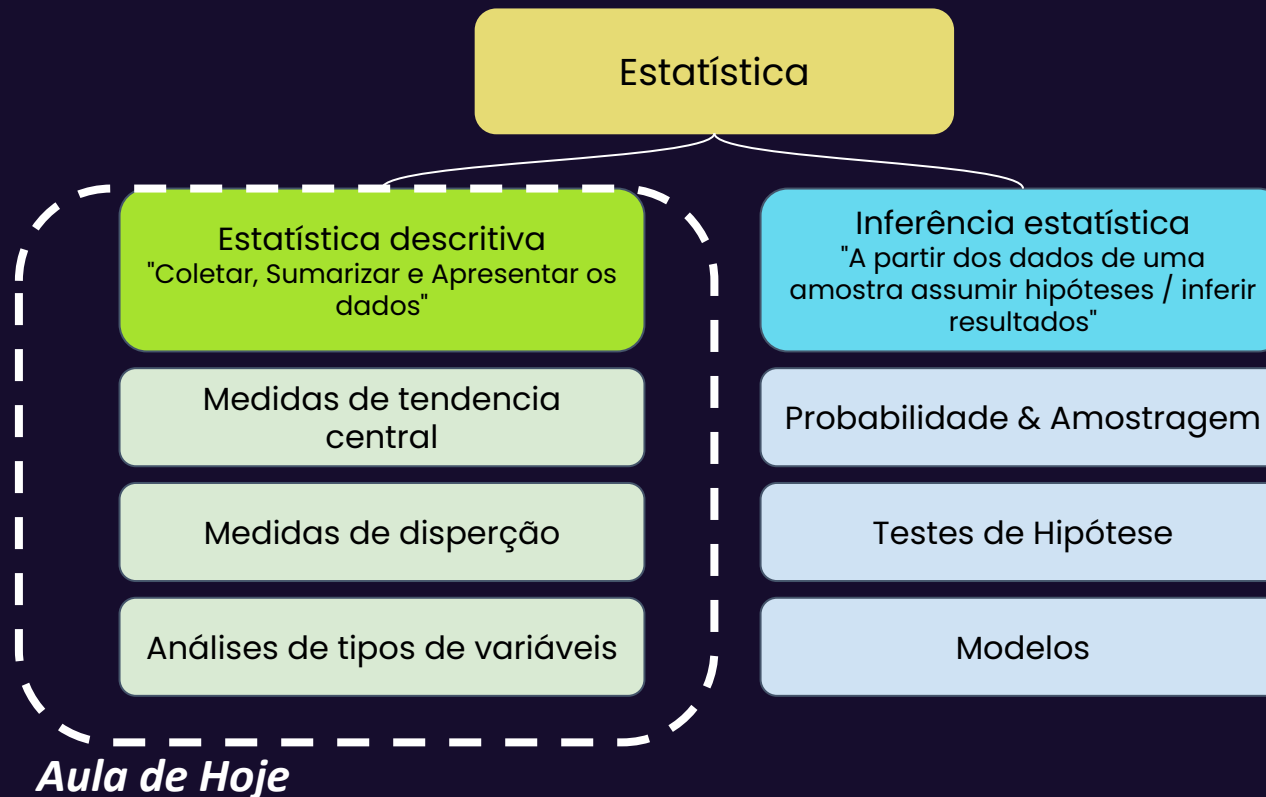 Estatística
Estatística descritiva
"Coletar, Sumarizar e Apresentar os
dados"
Medidas de tendencia
central
Medidas de disperção
Análises de tipos de variáveis
Inferência estatística
"A partir dos dados de uma
amostra assumir hipóteses / inferir
resultados"
Probabilidade & Amostragem
Testes de Hipótese
Modelos
Aula de Hoje